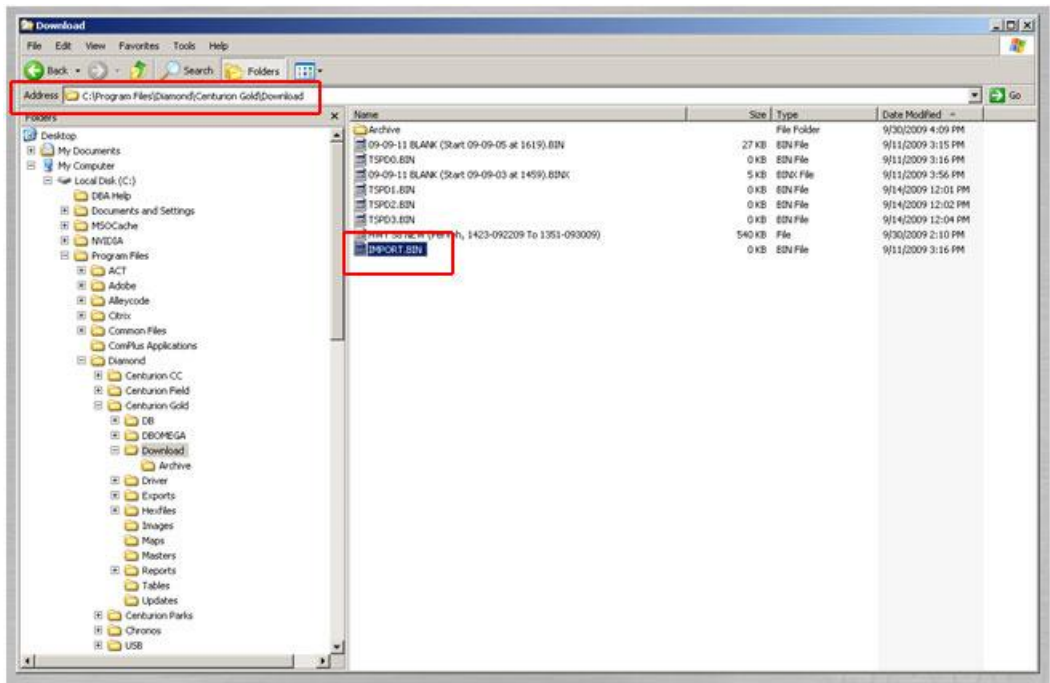 Download
File Edit View Favorites Tools Help
Back Search Folders
Address C:\Program Files\Diamond\Centurion Gold\Download Go
Folders x
Name Size Type Date Modified
Archive File Folder 9/30/2009 4:09 PM
09-09-11 BLANK (Start 09-09-05 at 1619).BIN 27 KB BIN File 9/11/2009 3:15 PM
TSPD0.BIN 0 KB BIN File 9/11/2009 3:16 PM
09-09-11 BLANK (Start 09-09-03 at 1459).BINX 5 KB BINX File 9/11/2009 3:56 PM
TSPD1.BIN 0 KB BIN File 9/14/2009 12:01 PM
TSPD2.BIN 0 KB BIN File 9/14/2009 12:02 PM
TSPD3.BIN 0 KB BIN File 9/14/2009 12:04 PM
1423-092209 To 1351-093009) 540 KB File 9/30/2009 2:10 PM
IMPORT.BIN 0 KB BIN File 9/11/2009 3:16 PM
Desktop
My Documents
My Computer
Local Disk (C:)
DBA Help
Documents and Settings
MSOCache
NVIDIA
Program Files
ACT
Adobe
Alleycode
Citrix
Common Files
ComPlus Applications
Diamond
Centurion CC
Centurion Field
Centurion Gold
DB
DBOMEGA
Download
Archive
Driver
Exports
Hexfiles
Images
Maps
Masters
Reports
Tables
Updates
Centurion Parks
Chronos
USB